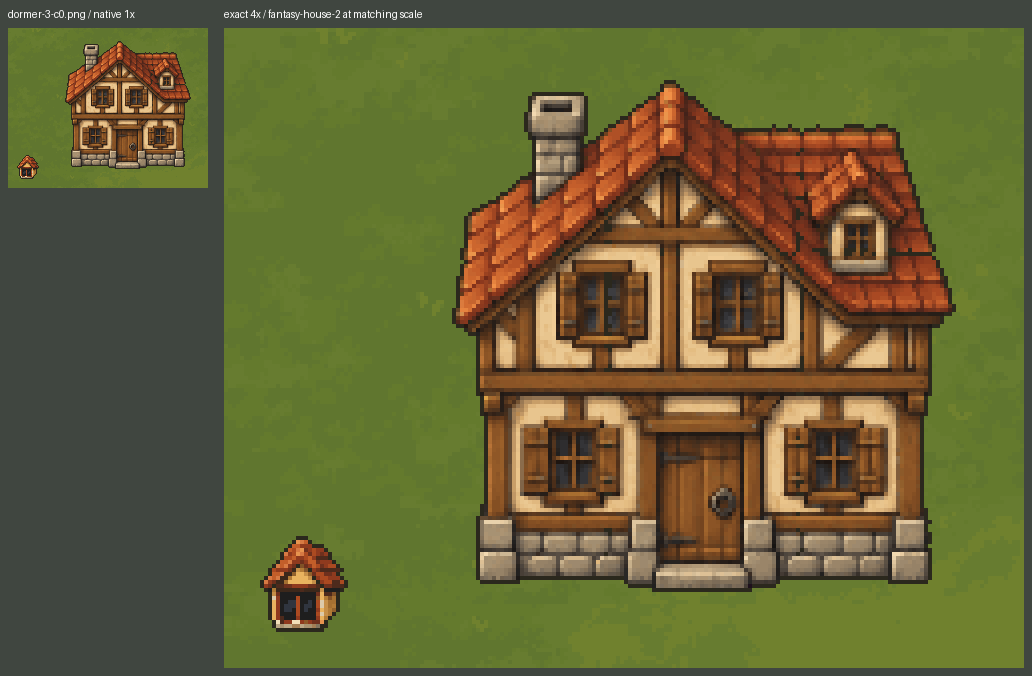 dormer-3-c0.png / native 1x
exact 4x / fantasy-house-2 at matching scale